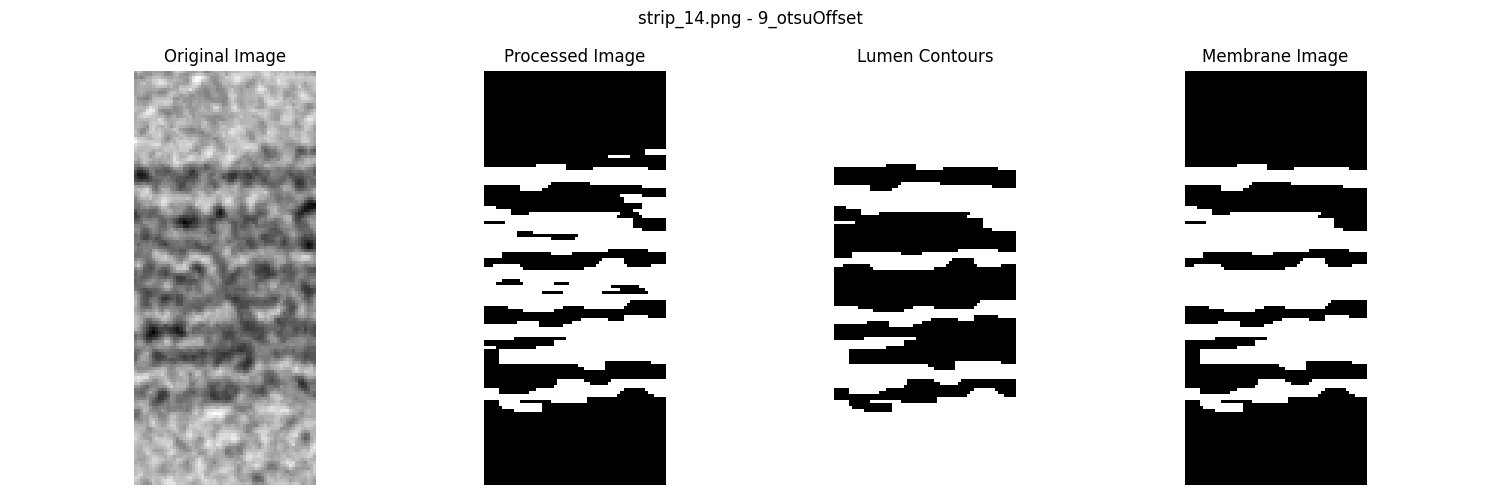 strip_14.png - 9_otsuOffset
Original Image
Processed Image
Lumen Contours
Membrane Image